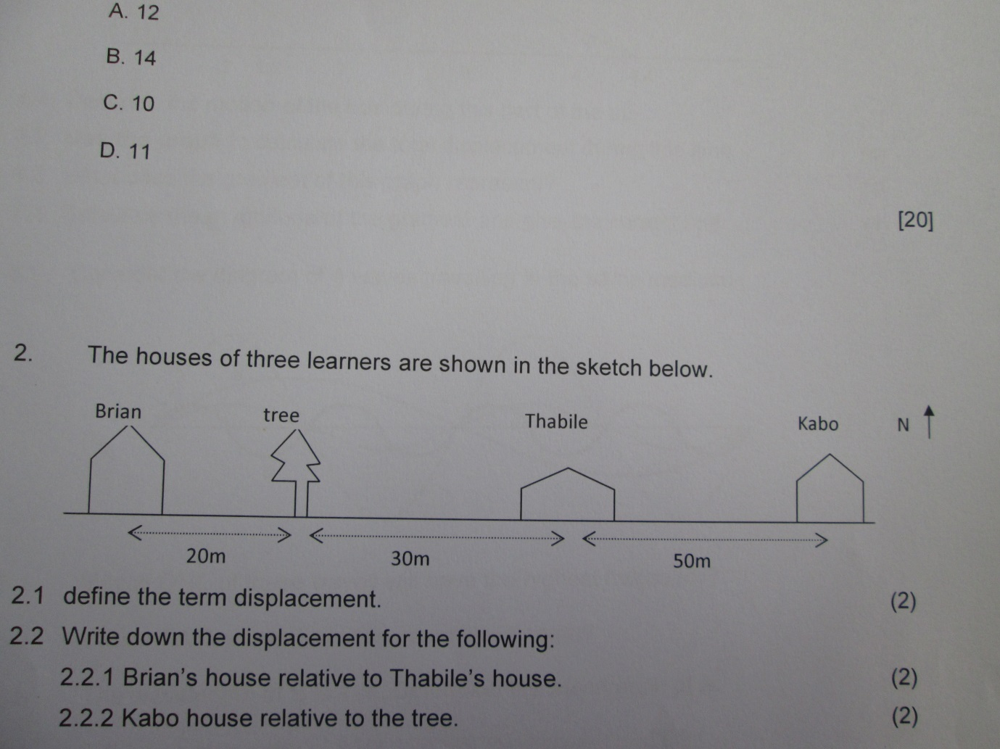 A. 12
B. 14
C. 10
D. 11
[20]
2. The houses of three learners are shown in the sketch below.
Brian tree Thabile Kabo N
20m 30m 50m
2.1 define the term displacement. (2)
2.2 Write down the displacement for the following:
2.2.1 Brian's house relative to Thabile's house. (2)
2.2.2 Kabo house relative to the tree. (2)